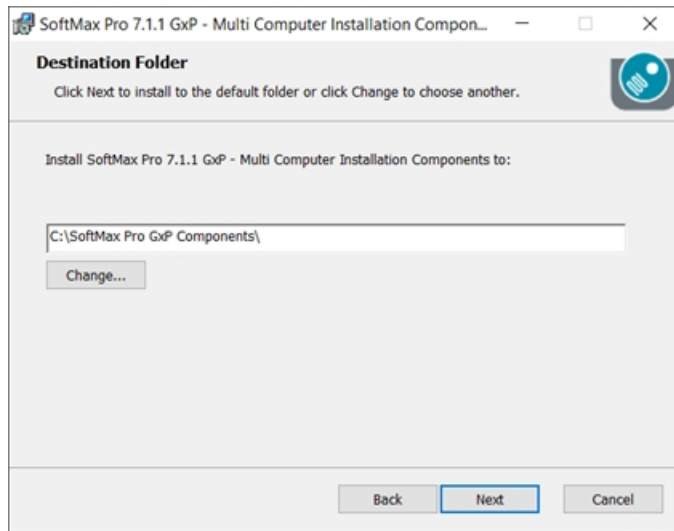 SoftMax Pro 7.1.1 GxP - Multi Computer Installation Compon...
Destination Folder
Click Next to install to the default folder or click Change to choose another.
Install SoftMax Pro 7.1.1 GxP - Multi Computer Installation Components to:
C:\SoftMax Pro GxP Components\
Change...
Back Next Cancel